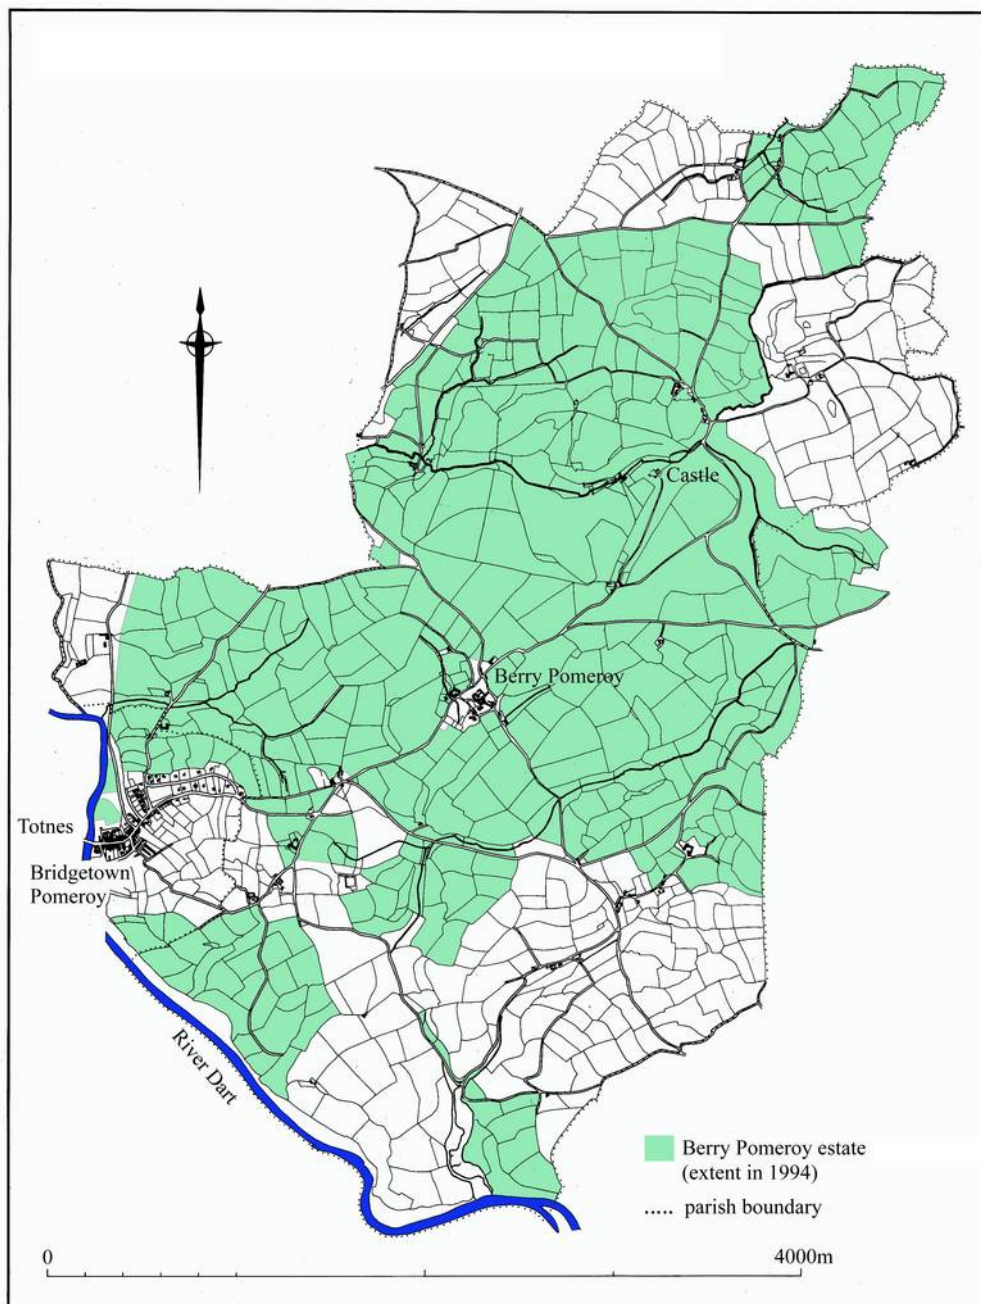 Castle
Berry Pomeroy
Totnes
Bridgetown
Pomeroy
River Dart
Berry Pomeroy estate
(extent in 1994)
parish boundary
0
4000m